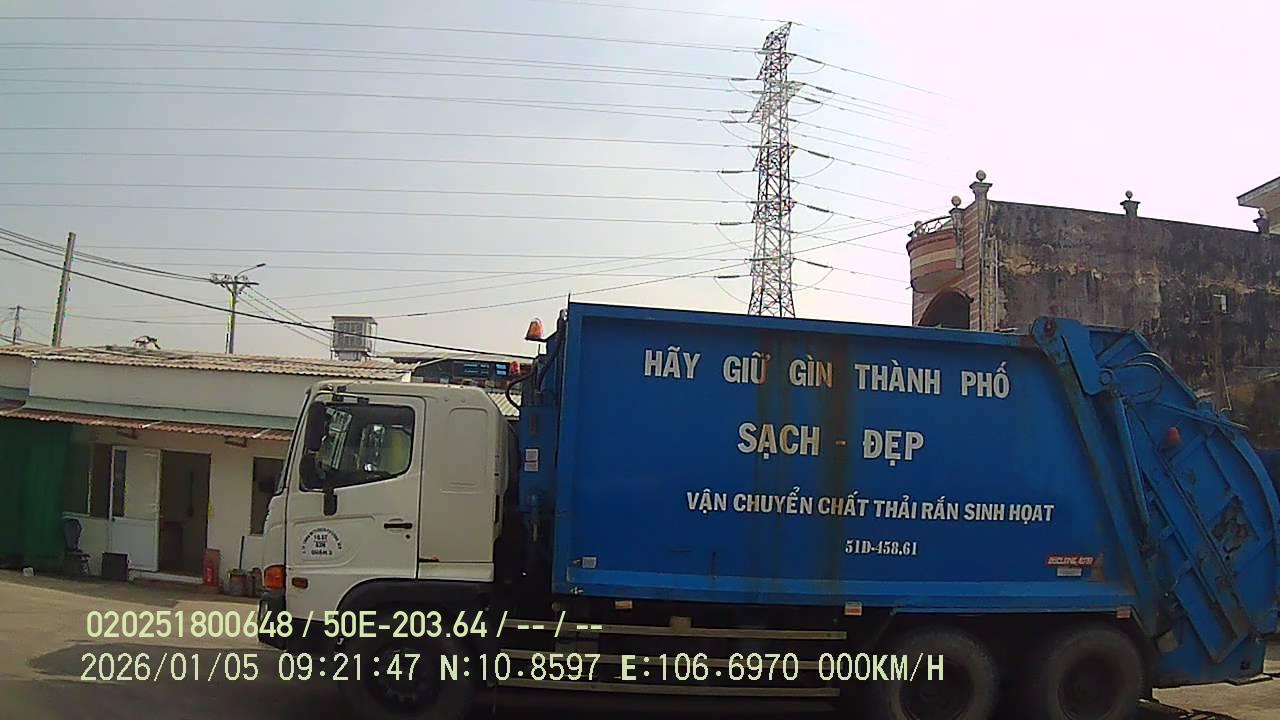 HÃY GIỮ GÌN THÀNH PHỐ
SẠCH - ĐẸP
VẬN CHUYỂN CHẤT THẢI RẮN SINH HOẠT
51D-458.61
020251800648 / 50E-203.64 / -- / --
2026/01/05 09:21:47 N:10.8597 E:106.6970 000KM/H